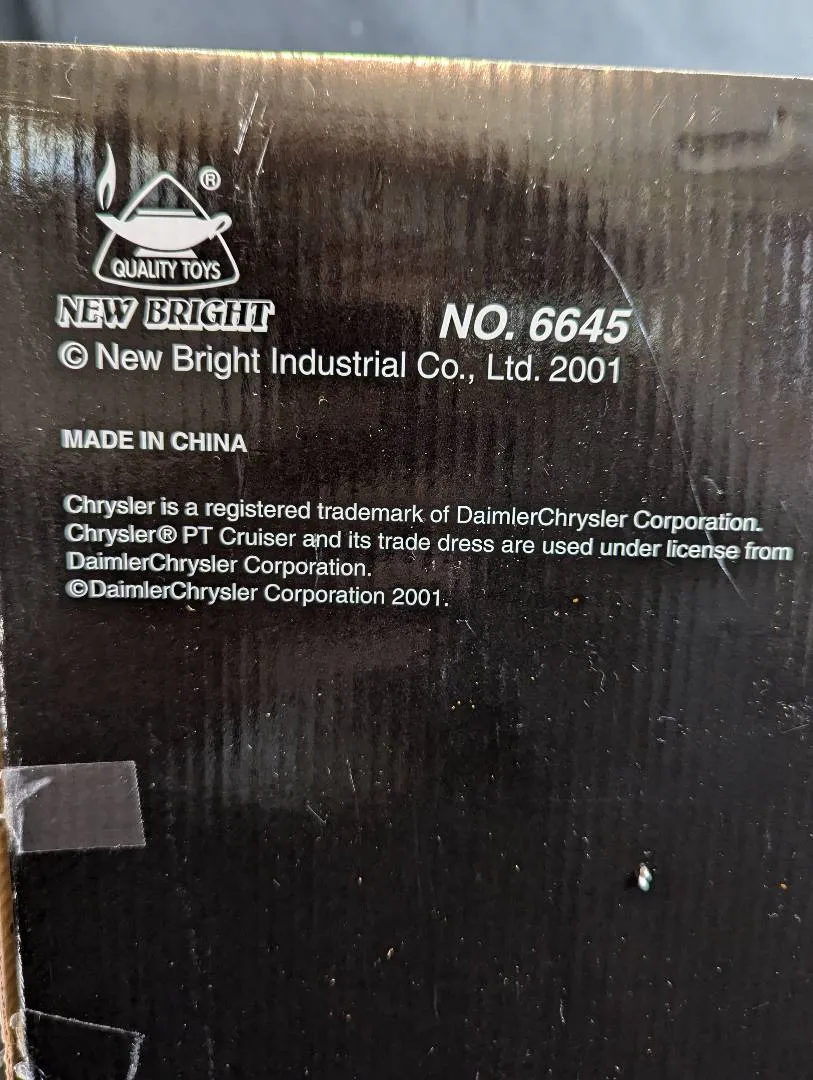 ®
QUALITY TOYS
NEW BRIGHT
NO. 6645
© New Bright Industrial Co., Ltd. 2001
MADE IN CHINA
Chrysler is a registered trademark of DaimlerChrysler Corporation.
Chrysler® PT Cruiser and its trade dress are used under license from
DaimlerChrysler Corporation.
©DaimlerChrysler Corporation 2001.